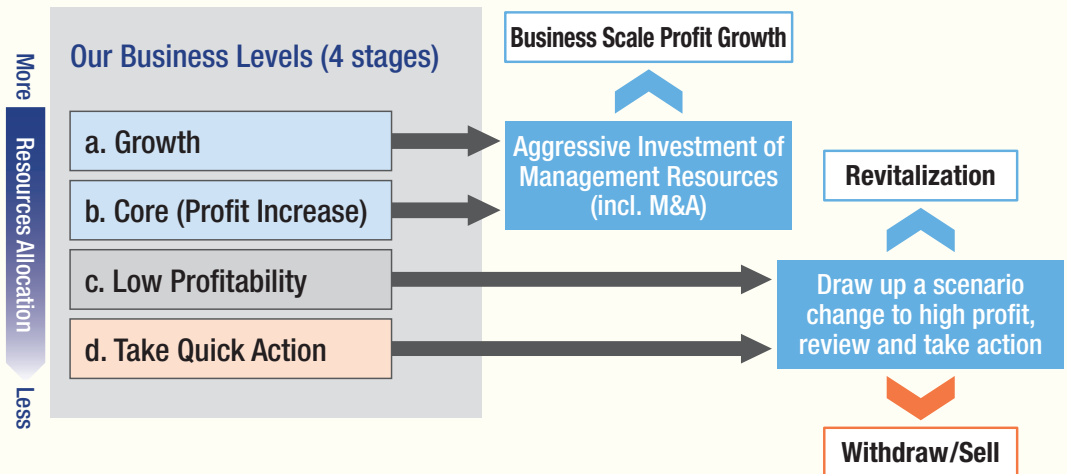 More
Resources Allocation
Less
Our Business Levels (4 stages)
a. Growth
b. Core (Profit Increase)
c. Low Profitability
d. Take Quick Action
Business Scale Profit Growth
Aggressive Investment of
Management Resources
(incl. M&A)
Revitalization
Draw up a scenario
change to high profit,
review and take action
Withdraw/Sell